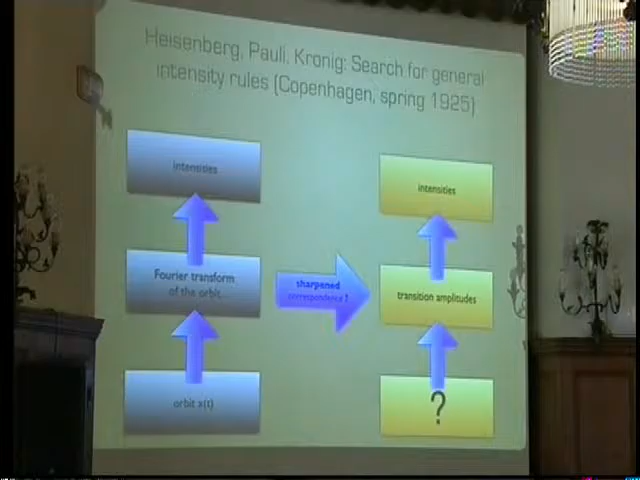 Heisenberg, Pauli, Kronig: Search for general
intensity rules (Copenhagen, spring 1925)
intensities
intensities
Fourier transform
of the orbit...
sharpened
correspondence !
transition amplitudes
orbit x(t)
?